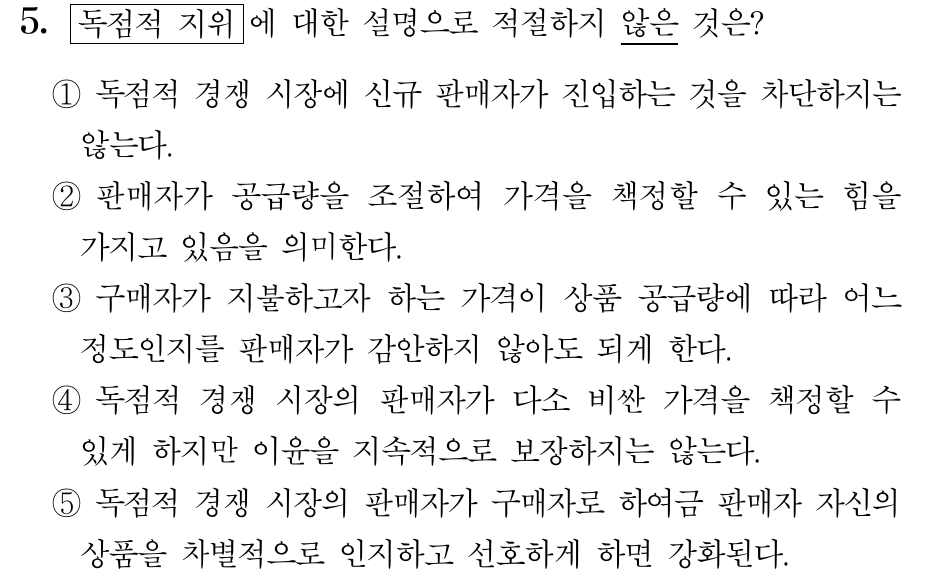 5. 독점적 지위에 대한 설명으로 적절하지 않은 것은?
① 독점적 경쟁 시장에 신규 판매자가 진입하는 것을 차단하지는
않는다.
② 판매자가 공급량을 조절하여 가격을 책정할 수 있는 힘을
가지고 있음을 의미한다.
③ 구매자가 지불하고자 하는 가격이 상품 공급량에 따라 어느
정도인지를 판매자가 감안하지 않아도 되게 한다.
④ 독점적 경쟁 시장의 판매자가 다소 비싼 가격을 책정할 수
있게 하지만 이윤을 지속적으로 보장하지는 않는다.
⑤ 독점적 경쟁 시장의 판매자가 구매자로 하여금 판매자 자신의
상품을 차별적으로 인지하고 선호하게 하면 강화된다.